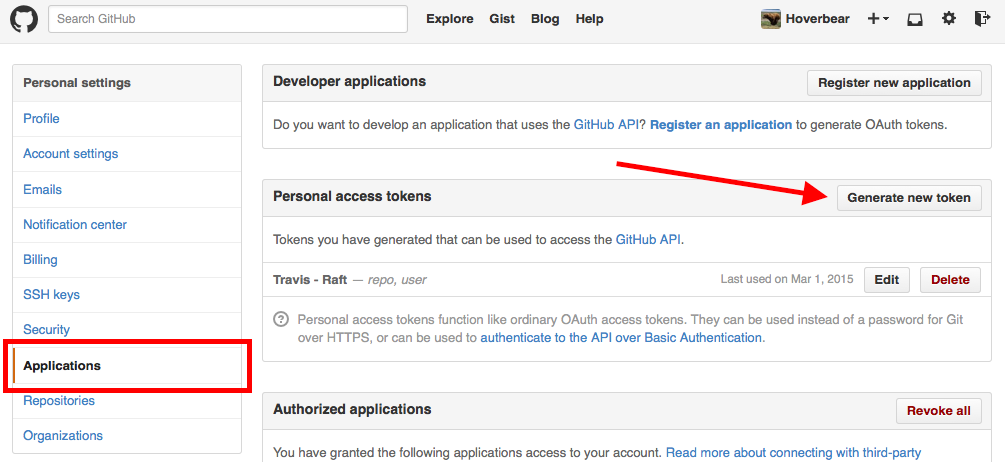 Search GitHub
Explore Gist Blog Help
Hoverbear
Personal settings
Profile
Account settings
Emails
Notification center
Billing
SSH keys
Security
Applications
Repositories
Organizations
Developer applications
Register new application
Do you want to develop an application that uses the GitHub API? Register an application to generate OAuth tokens.
Personal access tokens
Generate new token
Tokens you have generated that can be used to access the GitHub API.
Travis - Raft — repo, user
Last used on Mar 1, 2015
Edit
Delete
Personal access tokens function like ordinary OAuth access tokens. They can be used instead of a password for Git
over HTTPS, or can be used to authenticate to the API over Basic Authentication.
Authorized applications
Revoke all
You have granted the following applications access to your account. Read more about connecting with third-party